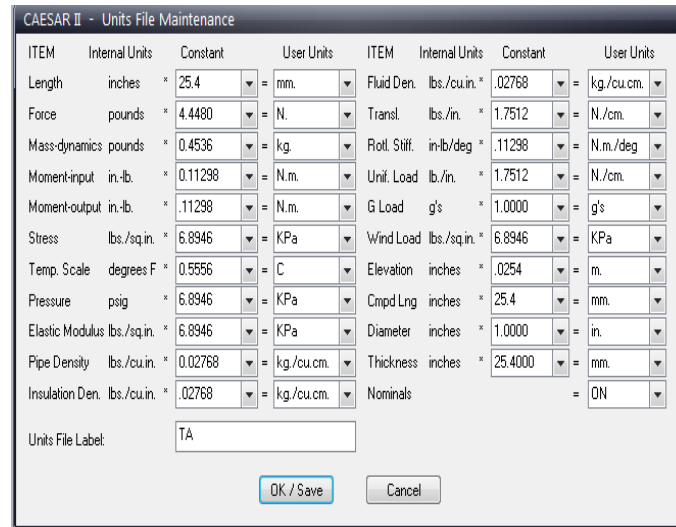 CAESAR II - Units File Maintenance
ITEM Internal Units Constant User Units ITEM Internal Units Constant User Units
Length inches * 25.4 = mm. Fluid Den. lbs./cu.in. * .02768 = kg./cu.cm.
Force pounds * 4.4480 = N. Transl. lbs./in. * 1.7512 = N./cm.
Mass-dynamics pounds * 0.4536 = kg. Rotl. Stiff. in-lb/deg * .11298 = N.m./deg
Moment-input in.-lb. * 0.11298 = N.m. Unif. Load lb./in. * 1.7512 = N./cm.
Moment-output in.-lb. * .11298 = N.m. G Load g's * 1.0000 = g's
Stress lbs./sq.in. * 6.8946 = KPa Wind Load lbs./sq.in. * 6.8946 = KPa
Temp. Scale degrees F * 0.5556 = C Elevation inches * .0254 = m.
Pressure psig * 6.8946 = KPa Cmpd Lng inches * 25.4 = mm.
Elastic Modulus lbs./sq.in. * 6.8946 = KPa Diameter inches * 1.0000 = in.
Pipe Density lbs./cu.in. * 0.02768 = kg./cu.cm. Thickness inches * 25.4000 = mm.
Insulation Den. lbs./cu.in. * .02768 = kg./cu.cm. Nominals = ON
Units File Label: TA
OK / Save Cancel